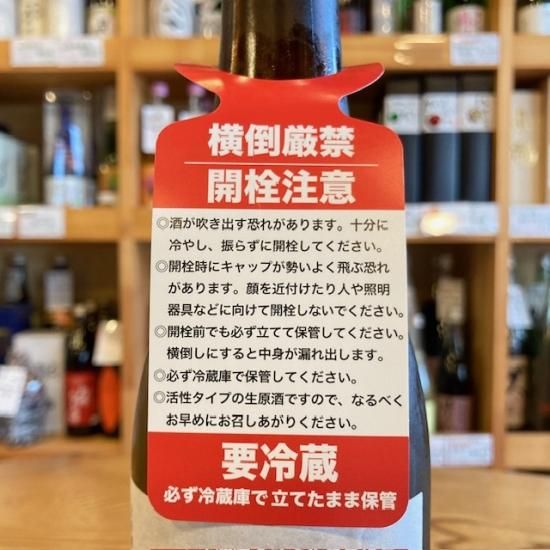 横倒厳禁
開栓注意
◎酒が吹き出す恐れがあります。十分に
冷やし、振らずに開栓してください。
◎開栓時にキャップが勢いよく飛ぶ恐れ
があります。顔を近付けたり人や照明
器具などに向けて開栓しないでください。
◎開栓前でも必ず立てて保管してください。
横倒しにすると中身が漏れ出します。
◎必ず冷蔵庫で保管してください。
◎活性タイプの生原酒ですので、なるべく
お早めにお召しあがりください。
要冷蔵
必ず冷蔵庫で立てたまま保管